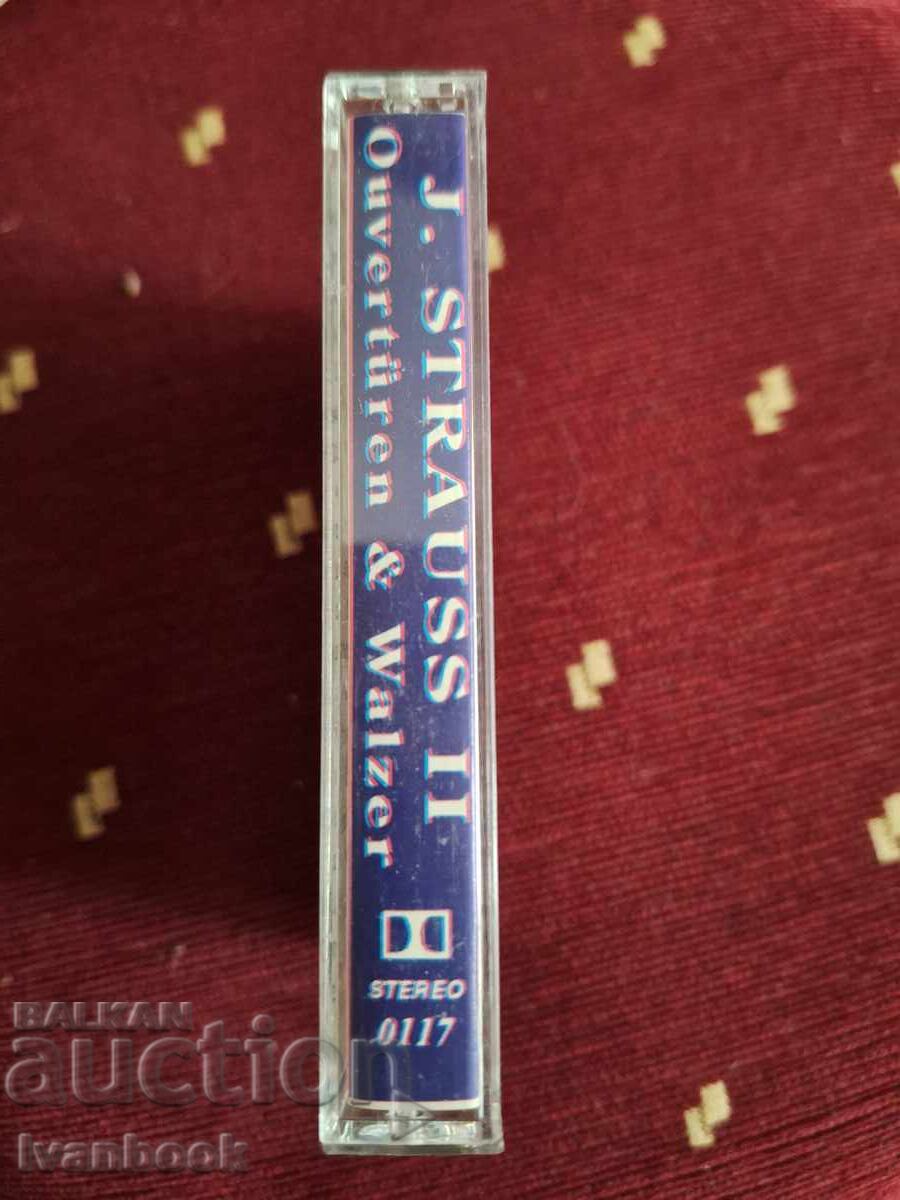 J. STRAUSS II
Ouvertüren & Walzer
STEREO
0117
BALKAN
auction
Ivanbook